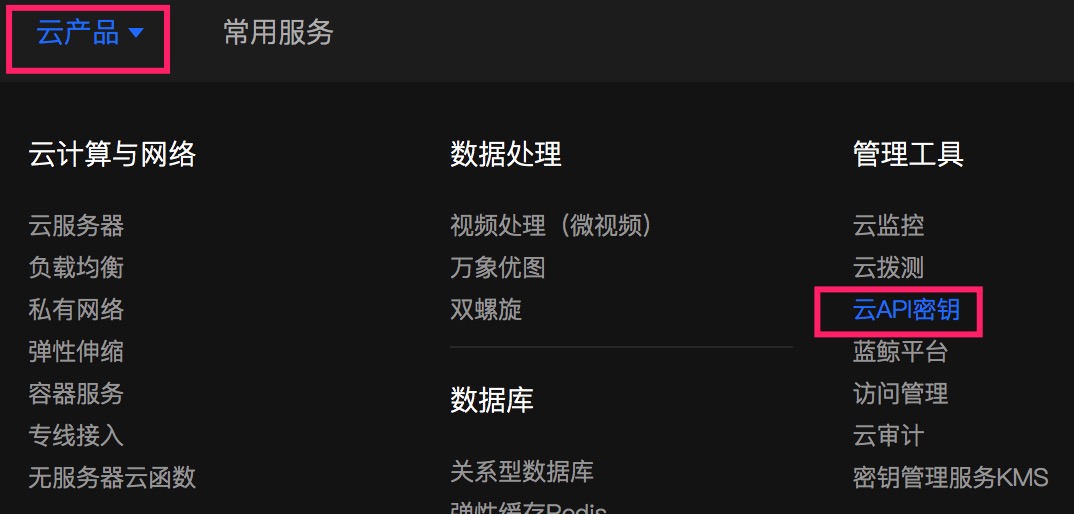 云产品 常用服务
云计算与网络
云服务器
负载均衡
私有网络
弹性伸缩
容器服务
专线接入
无服务器云函数
数据处理
视频处理（微视频）
万象优图
双螺旋
数据库
关系型数据库
弹性缓存Redis
管理工具
云监控
云拨测
云API密钥
蓝鲸平台
访问管理
云审计
密钥管理服务KMS